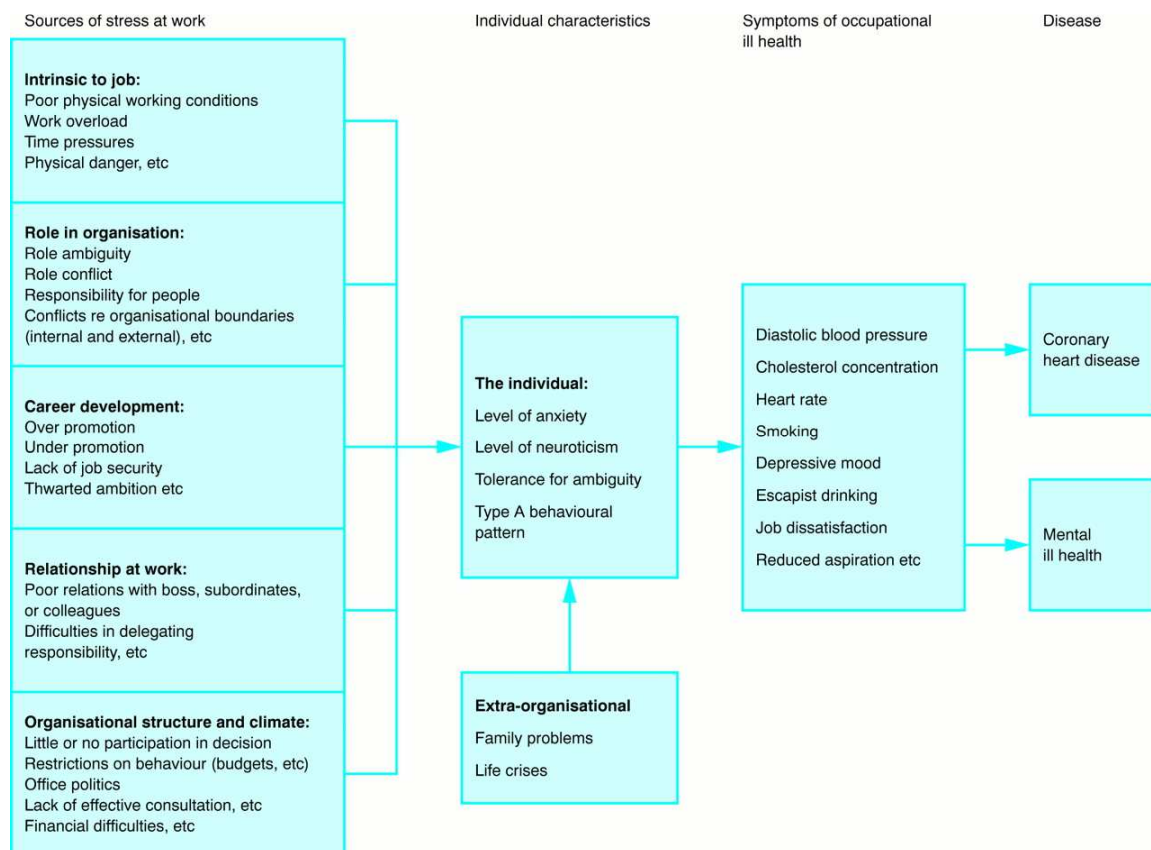 Sources of stress at work
Individual characteristics
Symptoms of occupational
ill health
Disease
Intrinsic to job:
Poor physical working conditions
Work overload
Time pressures
Physical danger, etc
Role in organisation:
Role ambiguity
Role conflict
Responsibility for people
Conflicts re organisational boundaries
(internal and external), etc
Career development:
Over promotion
Under promotion
Lack of job security
Thwarted ambition etc
Relationship at work:
Poor relations with boss, subordinates,
or colleagues
Difficulties in delegating
responsibility, etc
Organisational structure and climate:
Little or no participation in decision
Restrictions on behaviour (budgets, etc)
Office politics
Lack of effective consultation, etc
Financial difficulties, etc
The individual:
Level of anxiety
Level of neuroticism
Tolerance for ambiguity
Type A behavioural
pattern
Extra-organisational
Family problems
Life crises
Diastolic blood pressure
Cholesterol concentration
Heart rate
Smoking
Depressive mood
Escapist drinking
Job dissatisfaction
Reduced aspiration etc
Coronary
heart disease
Mental
ill health